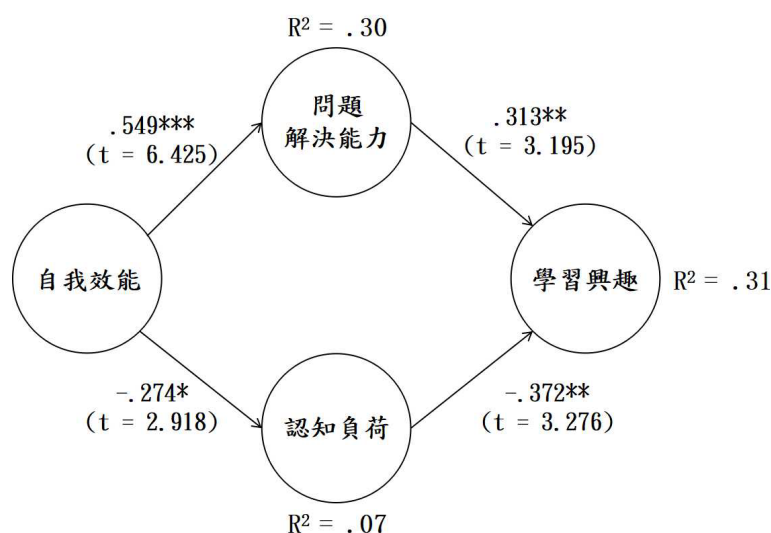 R² = .30
問題
解決能力
.549***
(t = 6.425)
.313**
(t = 3.195)
自我效能
學習興趣
R² = .31
-.274*
(t = 2.918)
認知負荷
-.372**
(t = 3.276)
R² = .07